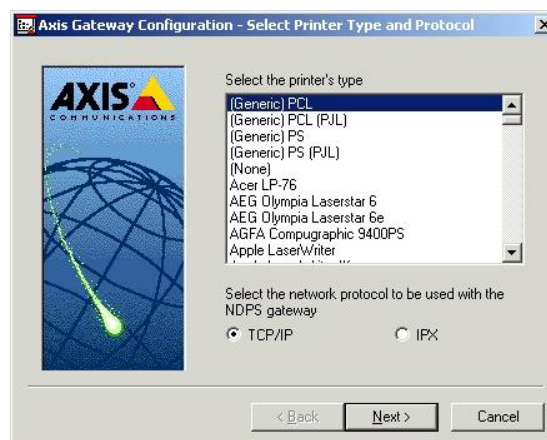 Axis Gateway Configuration - Select Printer Type and Protocol
AXIS
COMMUNICATIONS
Select the printer's type
(Generic) PCL
(Generic) PCL (PJL)
(Generic) PS
(Generic) PS (PJL)
(None)
Acer LP-76
AEG Olympia Laserstar 6
AEG Olympia Laserstar 6e
AGFA Compugraphic 9400PS
Apple LaserWriter
Select the network protocol to be used with the
NDPS gateway
TCP/IP
IPX
< Back
Next >
Cancel